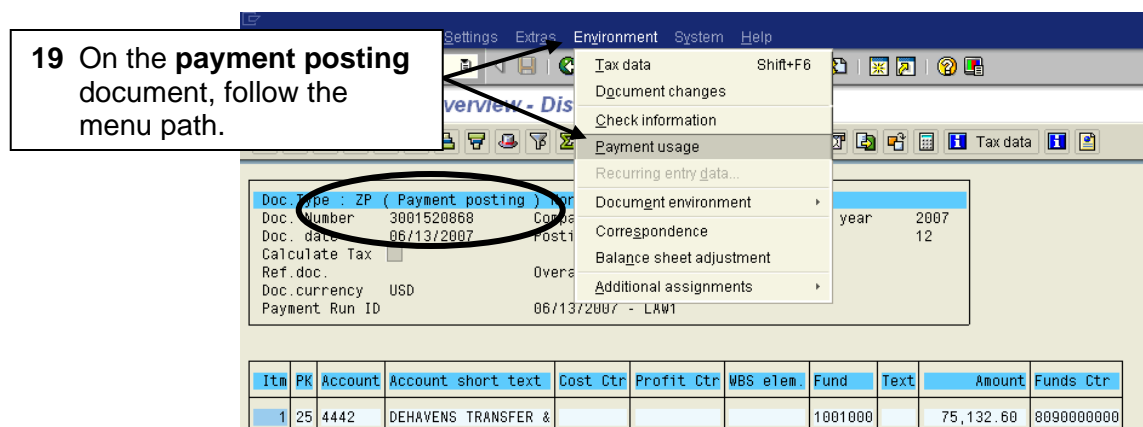 19 On the payment posting
document, follow the
menu path.
Settings Extras Environment System Help
Tax data Shift+F6
Document changes
Check information
Payment usage
Recurring entry data...
Document environment
Correspondence
Balance sheet adjustment
Additional assignments
verview - Dis
Tax data
Doc.Type : ZP ( Payment posting ) Nor
Doc. Number 3001520868 Compa year 2007
Doc. date 06/13/2007 Posti 12
Calculate Tax
Ref.doc. Overa
Doc.currency USD
Payment Run ID 06/13/2007 - LAW1
Itm PK Account Account short text Cost Ctr Profit Ctr WBS elem. Fund Text Amount Funds Ctr
1 25 4442 DEHAVENS TRANSFER & 1001000 75,132.60 8090000000